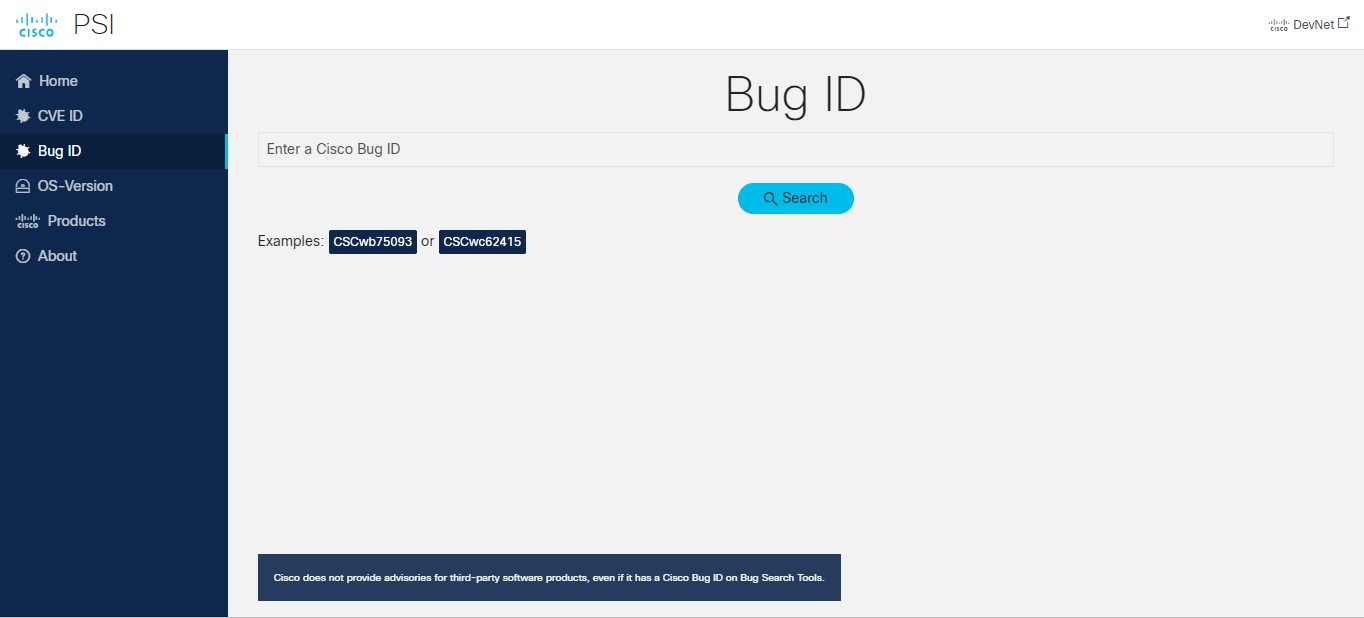 cisco PSI
cisco DevNet
Home
CVE ID
Bug ID
OS-Version
cisco Products
About
Bug ID
Enter a Cisco Bug ID
Search
Examples: CSCwb75093 or CSCwc62415
Cisco does not provide advisories for third-party software products, even if it has a Cisco Bug ID on Bug Search Tools.